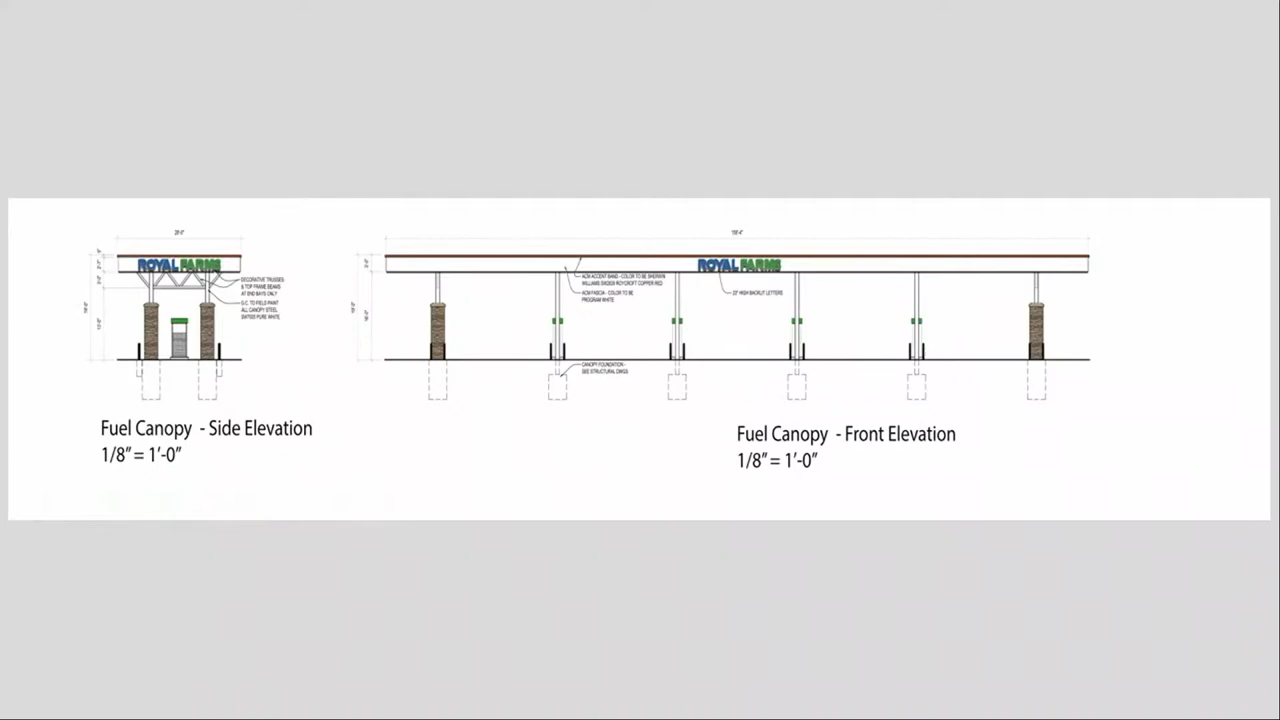 ROYAL FARMS
DECORATIVE TRUSSES
& TOP FRAME BEAMS
AT END BAYS ONLY
G.C. TO FIELD PAINT
ALL CANOPY STEEL
PURE WHITE
Fuel Canopy - Side Elevation
1/8” = 1’-0”
ROYAL FARMS
ACM ACCENT BAND - COLOR TO BE SHERWIN
WILLIAMS ROYCROFT COPPER RED
ACM FASCIA - COLOR TO BE
PROGRAM WHITE
HIGH BACKLIT LETTERS
CANOPY FOUNDATION -
SEE STRUCTURAL DWGS
Fuel Canopy - Front Elevation
1/8” = 1’-0”